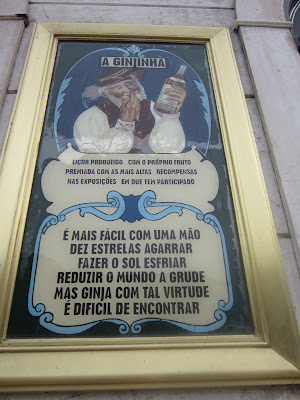 A GINJINHA
LICOR PRODUZIDO COM O PRÓPRIO FRUTO
PREMIADA COM AS MAIS ALTAS RECOMPENSAS
NAS EXPOSIÇÕES EM QUE TEM PARTICIPADO
É MAIS FÁCIL COM UMA MÃO
DEZ ESTRELAS AGARRAR
FAZER O SOL ESFRIAR
REDUZIR O MUNDO A GRUDE
MAS GINJA COM TAL VIRTUDE
É DIFICIL DE ENCONTRAR